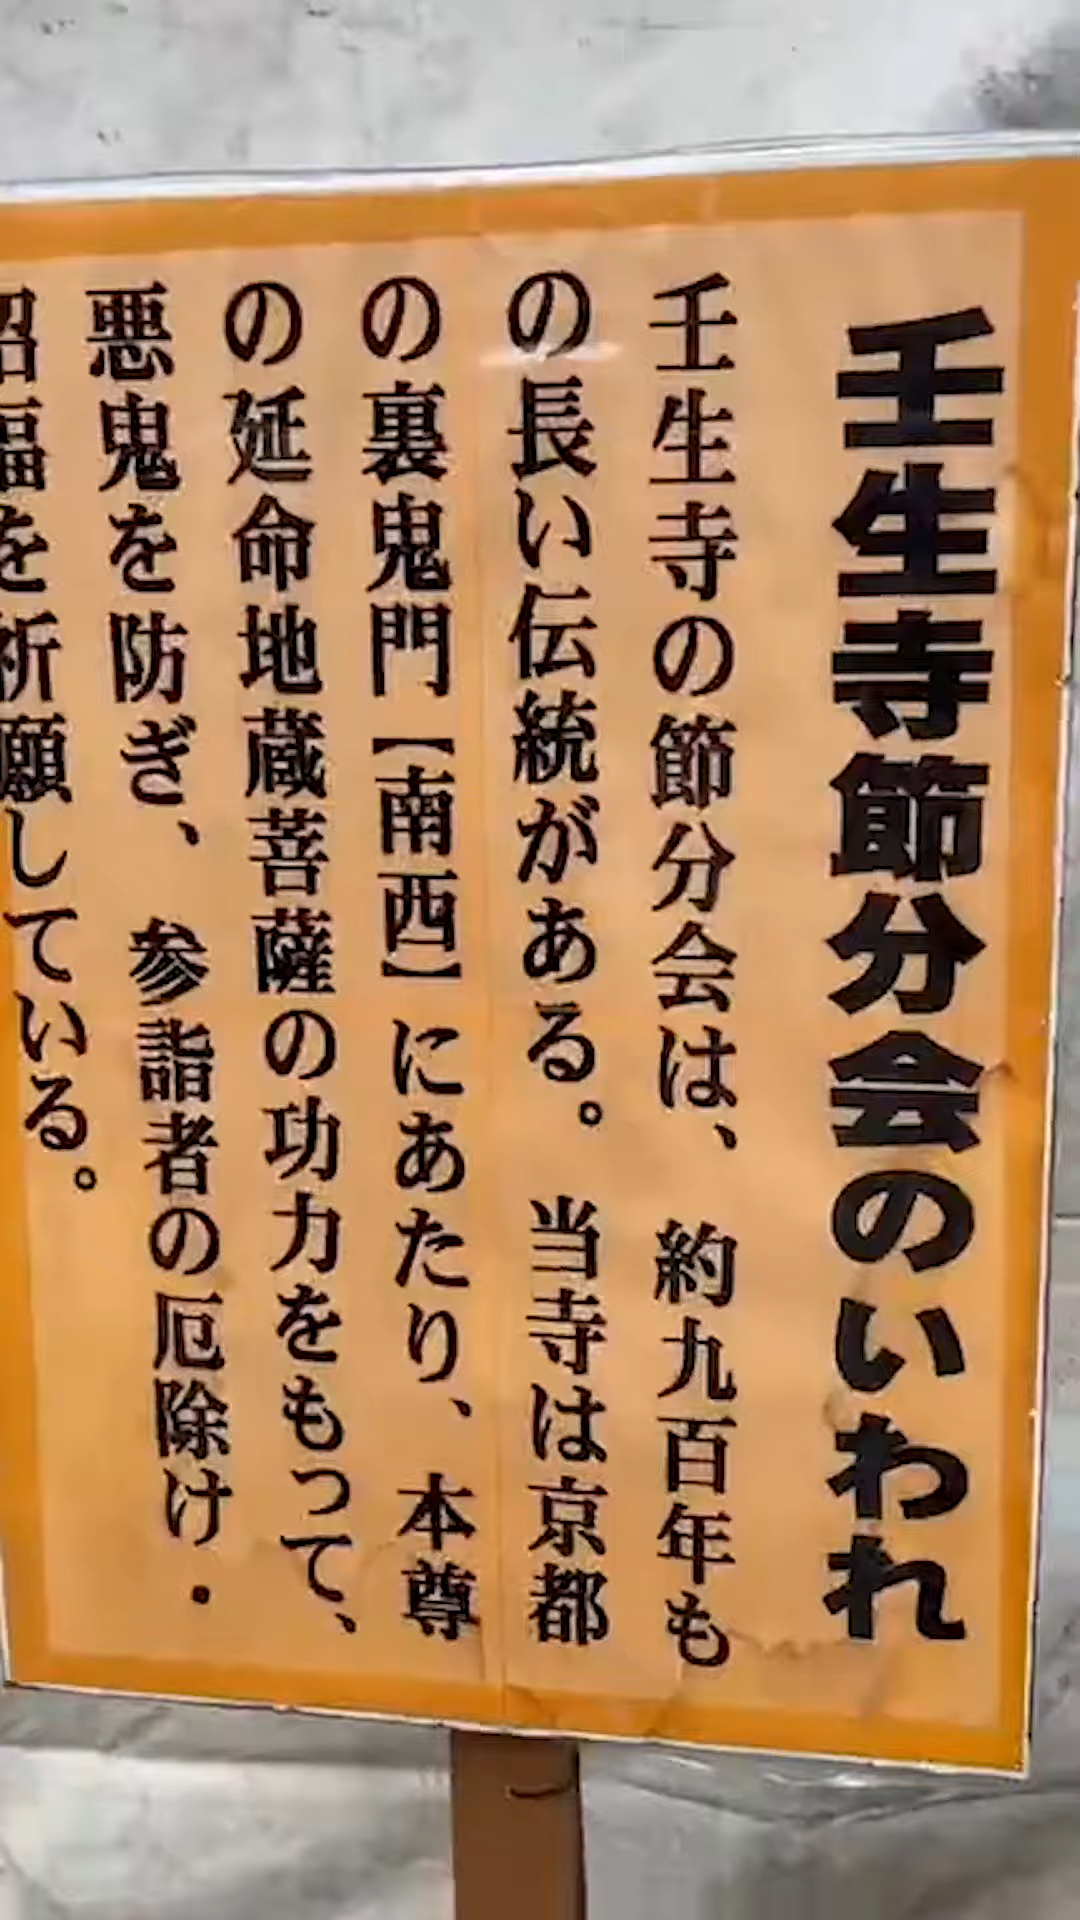 壬生寺節分会のいわれ
壬生寺の節分会は、約九百年も
の長い伝統がある。当寺は京都
の裏鬼門【南西】にあたり、本尊
の延命地蔵菩薩の功力をもって、
悪鬼を防ぎ、参詣者の厄除け・
招福を祈願している。